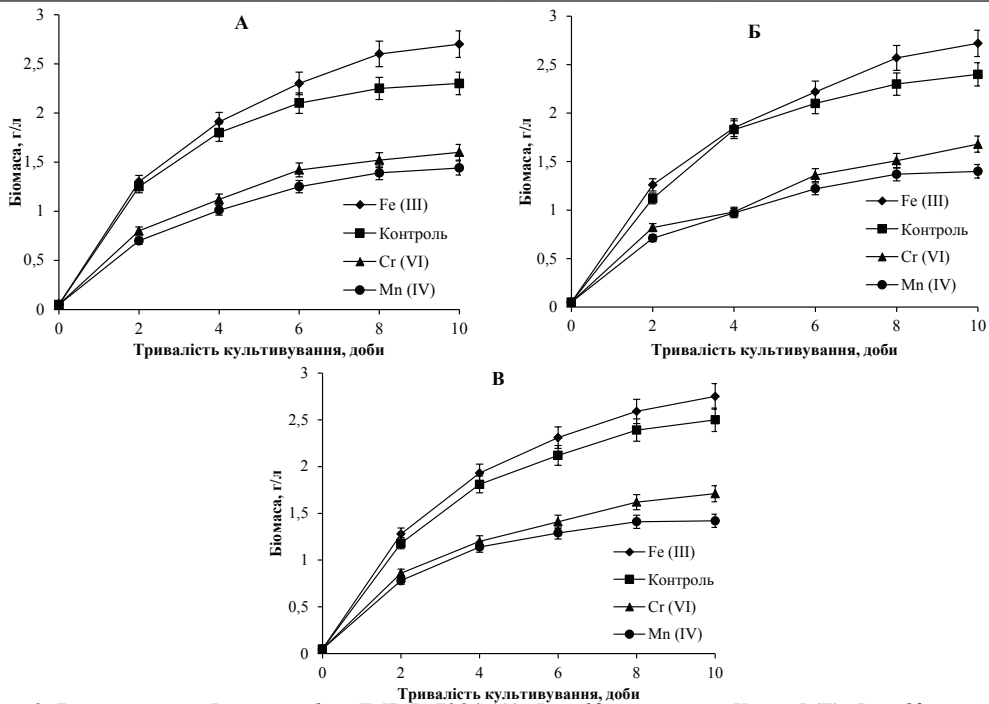 А
3
2,5
2
1,5
1
0,5
0
Біомаса, г/л
Fe (III)
Контроль
Cr (VI)
Mn (IV)
0 2 4 6 8 10
Тривалість культивування, доби
Б
3
2,5
2
1,5
1
0,5
0
Біомаса, г/л
Fe (III)
Контроль
Cr (VI)
Mn (IV)
0 2 4 6 8 10
Тривалість культивування, доби
В
3
2,5
2
1,5
1
0,5
0
Біомаса, г/л
Fe (III)
Контроль
Cr (VI)
Mn (IV)
0 2 4 6 8 10
Тривалість культивування, доби